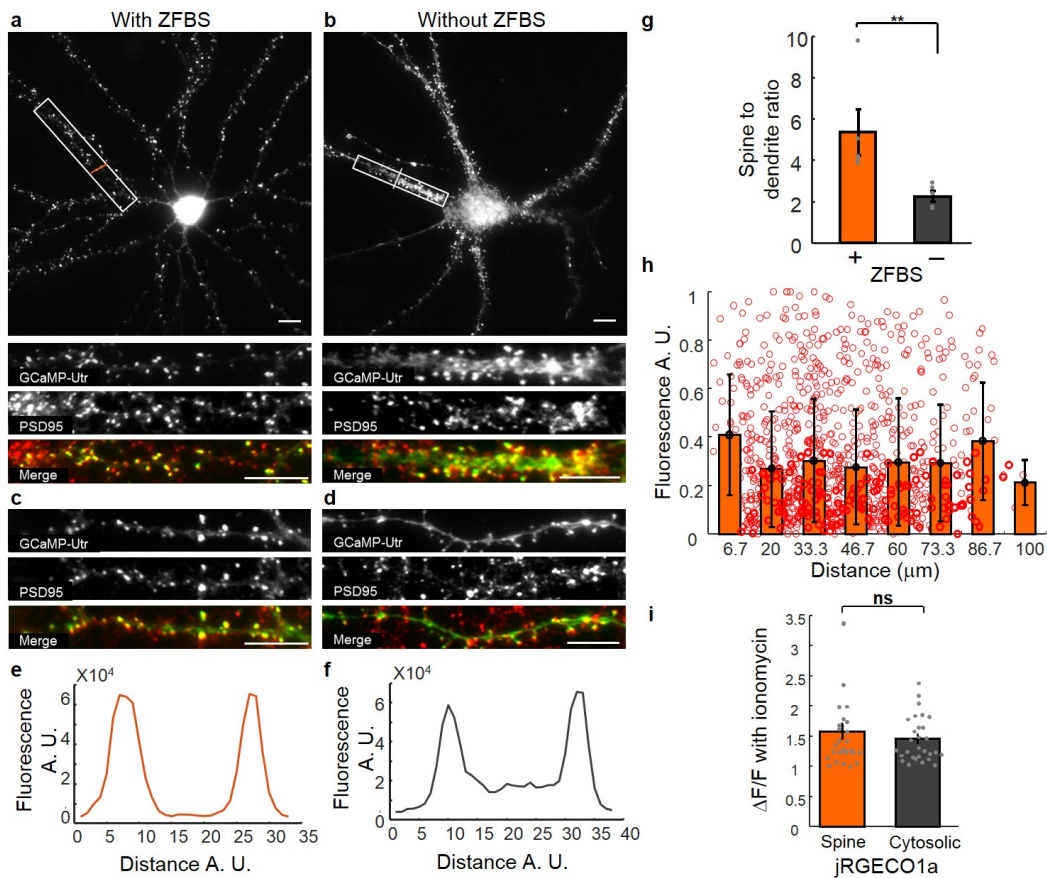 a With ZFBS
b Without ZFBS
GCaMP-Utr
PSD95
Merge
GCaMP-Utr
PSD95
Merge
c
GCaMP-Utr
PSD95
Merge
d
GCaMP-Utr
PSD95
Merge
e
X10⁴
Fluorescence
A. U.
6
4
2
0
0 5 10 15 20 25 30 35
Distance A. U.
f
X10⁴
Fluorescence
A. U.
6
4
2
0
0 5 10 15 20 25 30 35 40
Distance A. U.
g
**
Spine to
dendrite ratio
10
8
6
4
2
0
+ −
ZFBS
h
Fluorescence A. U.
1
0.8
0.6
0.4
0.2
0
6.7 20 33.3 46.7 60 73.3 86.7 100
Distance (μm)
i
ns
ΔF/F with ionomycin
3.5
3
2.5
2
1.5
1
0.5
0
Spine Cytosolic
jRGECO1a